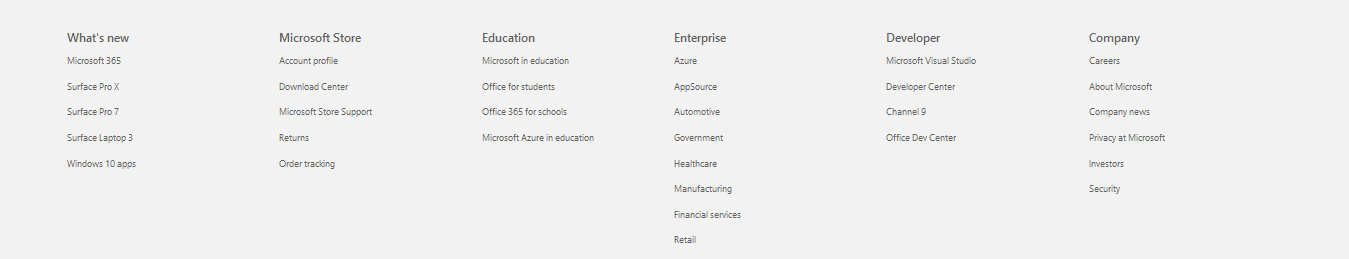 What's new
Microsoft 365
Surface Pro X
Surface Pro 7
Surface Laptop 3
Windows 10 apps
Microsoft Store
Account profile
Download Center
Microsoft Store Support
Returns
Order tracking
Education
Microsoft in education
Office for students
Office 365 for schools
Microsoft Azure in education
Enterprise
Azure
AppSource
Automotive
Government
Healthcare
Manufacturing
Financial services
Retail
Developer
Microsoft Visual Studio
Developer Center
Channel 9
Office Dev Center
Company
Careers
About Microsoft
Company news
Privacy at Microsoft
Investors
Security